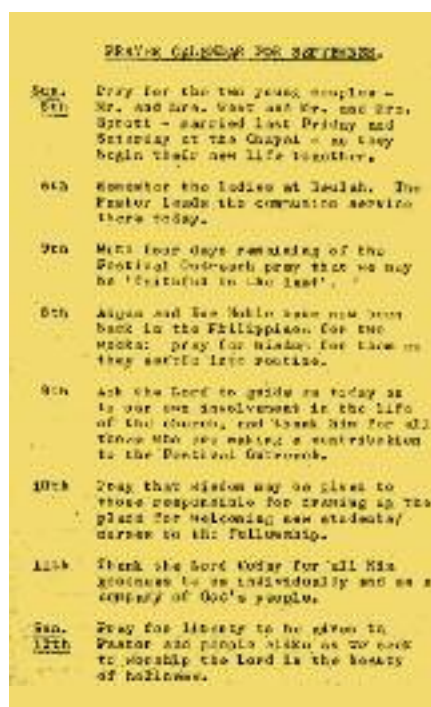 PRAYER CALENDAR FOR SEPTEMBER.
Sun. Pray for the two young couples -
5th Mr. and Mrs. West and Mr. and Mrs.
Sprott - married last Friday and
Saturday at the Chapel - as they
begin their new life together.
6th Remember the ladies at Beulah. The
Pastor leads the communion service
there today.
With four days remaining of the
Festival Outreach pray that we may
be 'faithful to the last'.
8th Angus and Sue Noble have now been
back in the Philippines for two
weeks: pray for wisdom for them as
they settle into routine.
9th Ask the Lord to guide us today as
to our own involvement in the life
of the church, and thank Him for all
those who are making a contribution
to the Festival Outreach.
10th Pray that wisdom may be given to
those responsible for drawing up the
plans for welcoming new students/
nurses to the Fellowship.
11th Thank the Lord today for all His
goodness to us individually and as a
company of God's people.
Sun. Pray for liberty to be given to
12th Pastor and people alike as we seek
to worship the Lord in the beauty
of holiness.